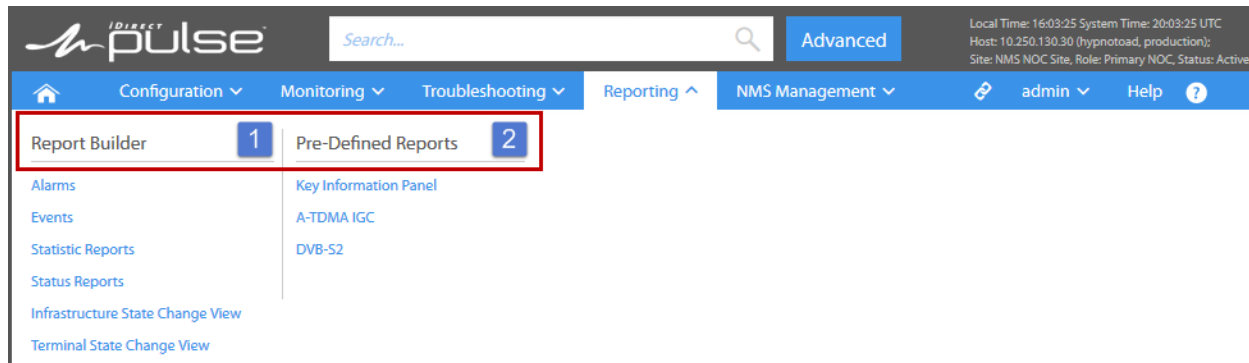 iDIRECT
pulse
Search...
Advanced
Local Time: 16:03:25 System Time: 20:03:25 UTC
Host: 10.250.130.30 (hypnotoad, production);
Site: NMS NOC Site, Role: Primary NOC, Status: Active
Configuration Monitoring Troubleshooting Reporting NMS Management admin Help ?
Report Builder 1 Pre-Defined Reports 2
Alarms Key Information Panel
Events A-TDMA IGC
Statistic Reports DVB-S2
Status Reports
Infrastructure State Change View
Terminal State Change View